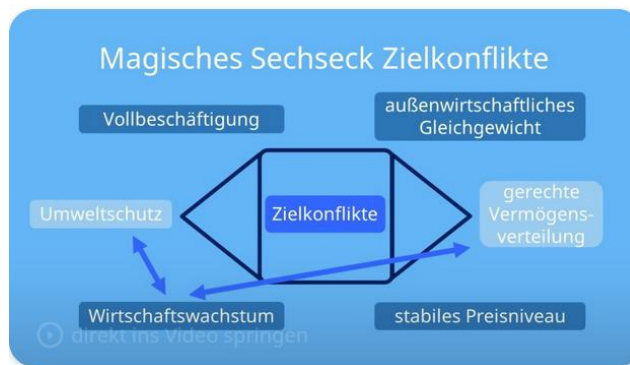 Magisches Sechseck Zielkonflikte
Vollbeschäftigung
außenwirtschaftliches
Gleichgewicht
Umweltschutz
Zielkonflikte
gerechte
Vermögens-
verteilung
Wirtschaftswachstum
stabiles Preisniveau
direkt ins Video springen